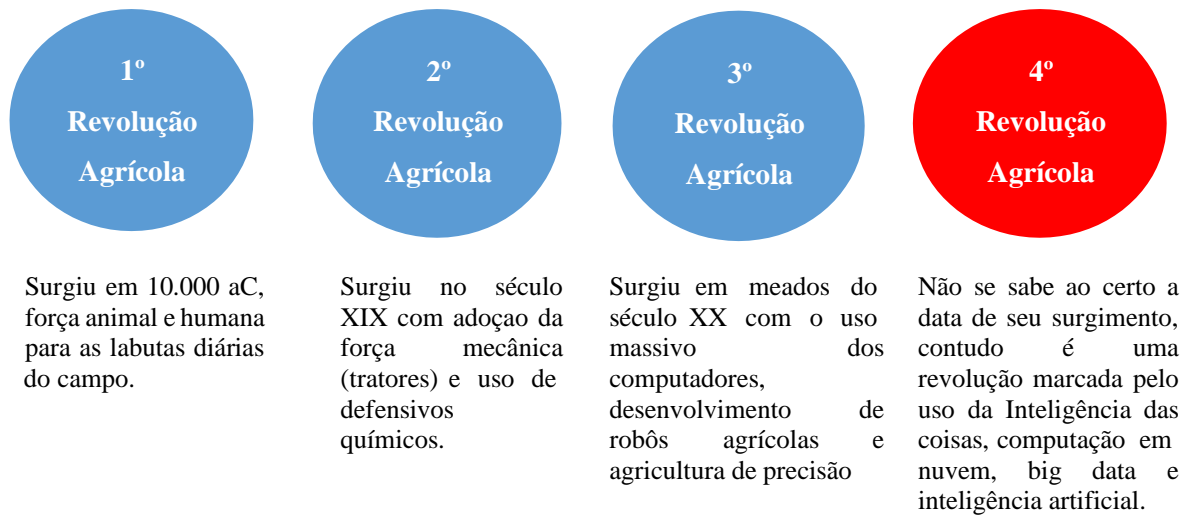 1º
Revolução
Agrícola
2º
Revolução
Agrícola
3º
Revolução
Agrícola
4º
Revolução
Agrícola
Surgiu em 10.000 aC,
força animal e humana
para as labutas diárias
do campo.
Surgiu no século
XIX com adoçao da
força mecânica
(tratores) e uso de
defensivos
químicos.
Surgiu em meados do
século XX com o uso
massivo dos
computadores,
desenvolvimento de
robôs agrícolas e
agricultura de precisão
Não se sabe ao certo a
data de seu surgimento,
contudo é uma
revolução marcada pelo
uso da Inteligência das
coisas, computação em
nuvem, big data e
inteligência artificial.